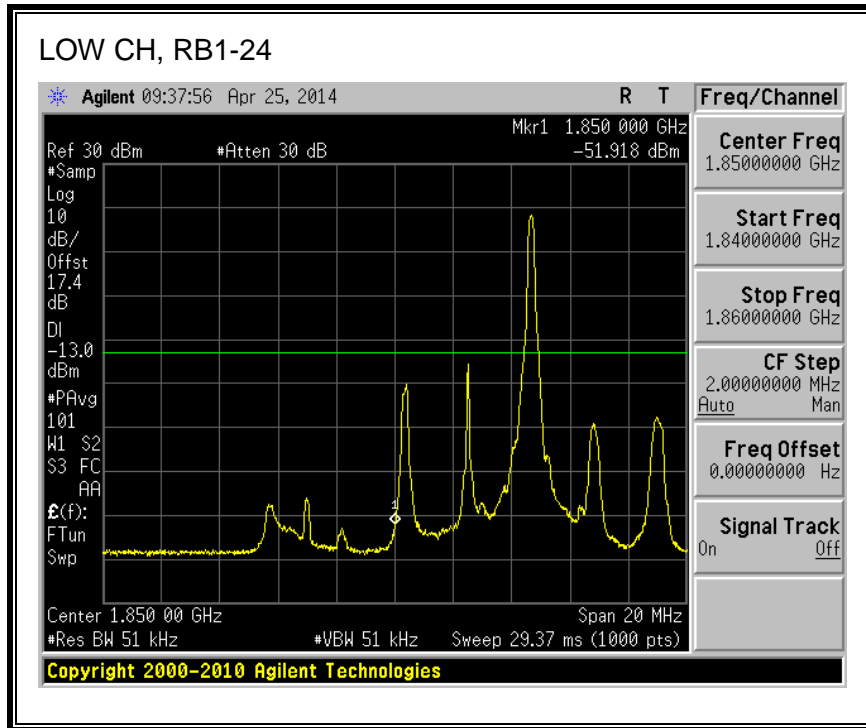 LOW CH, RB1-24
Agilent 09:37:56 Apr 25, 2014 R T
Mkr1 1.850 000 GHz
Ref 30 dBm #Atten 30 dB -51.918 dBm
#Samp
Log
10
dB/
Offst
17.4
dB
DI
-13.0
dBm
#PAvg
101
W1 S2
S3 FC
AA
£(f):
FTun
Swp
1
Center 1.850 00 GHz Span 20 MHz
#Res BW 51 kHz #VBW 51 kHz Sweep 29.37 ms (1000 pts)
Copyright 2000-2010 Agilent Technologies
Freq/Channel
Center Freq
1.85000000 GHz
Start Freq
1.84000000 GHz
Stop Freq
1.86000000 GHz
CF Step
2.00000000 MHz
Auto Man
Freq Offset
0.00000000 Hz
Signal Track
On Off